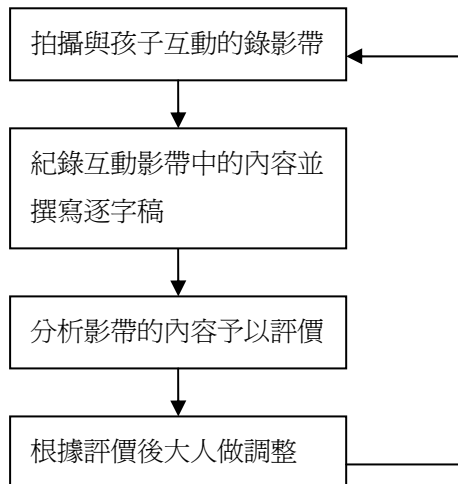 拍攝與孩子互動的錄影帶
紀錄互動影帶中的內容並
撰寫逐字稿
分析影帶的內容予以評價
根據評價後大人做調整